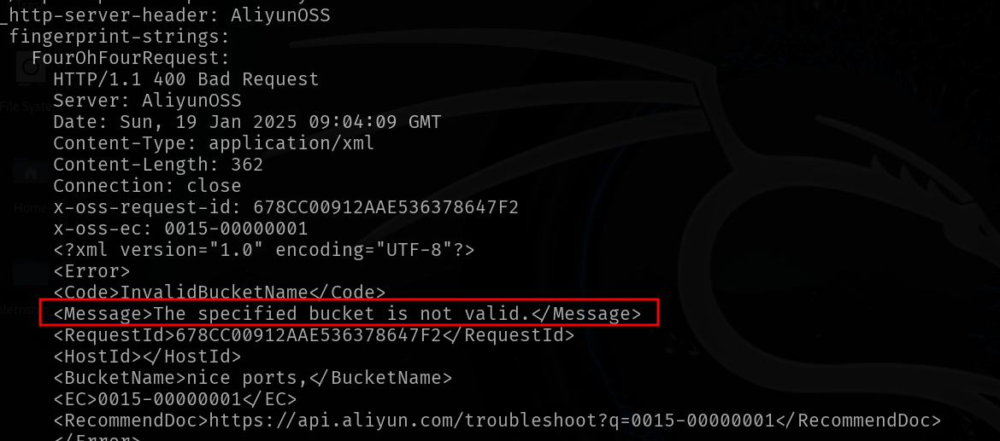 _http-server-header: AliyunOSS
fingerprint-strings:
FourOhFourRequest:
HTTP/1.1 400 Bad Request
Server: AliyunOSS
Date: Sun, 19 Jan 2025 09:04:09 GMT
Content-Type: application/xml
Content-Length: 362
Connection: close
x-oss-request-id: 678CC00912AAE536378647F2
x-oss-ec: 0015-00000001
<?xml version="1.0" encoding="UTF-8"?>
<Error>
<Code>InvalidBucketName</Code>
<Message>The specified bucket is not valid.</Message>
<RequestId>678CC00912AAE536378647F2</RequestId>
<HostId></HostId>
<BucketName>nice ports,</BucketName>
<EC>0015-00000001</EC>
<RecommendDoc>https://api.aliyun.com/troubleshoot?q=0015-00000001</RecommendDoc>
</Error>
File System
Home